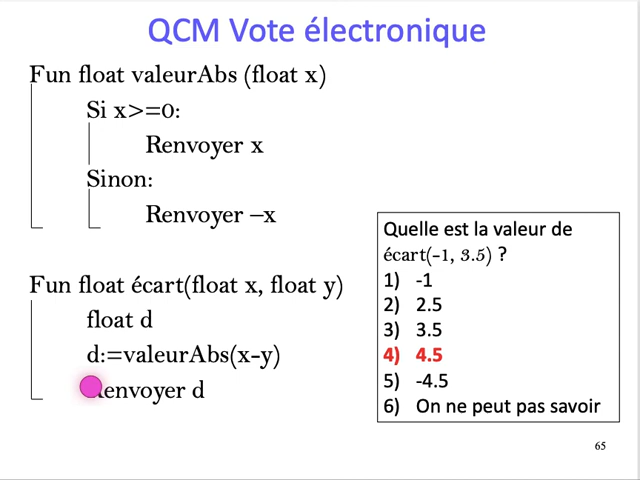 QCM Vote électronique
Fun float valeurAbs (float x)
Si x>=0:
Renvoyer x
Sinon:
Renvoyer –x
Fun float écart(float x, float y)
float d
d:=valeurAbs(x-y)
Renvoyer d
Quelle est la valeur de
écart(-1, 3.5) ?
1) -1
2) 2.5
3) 3.5
4) 4.5
5) -4.5
6) On ne peut pas savoir
65